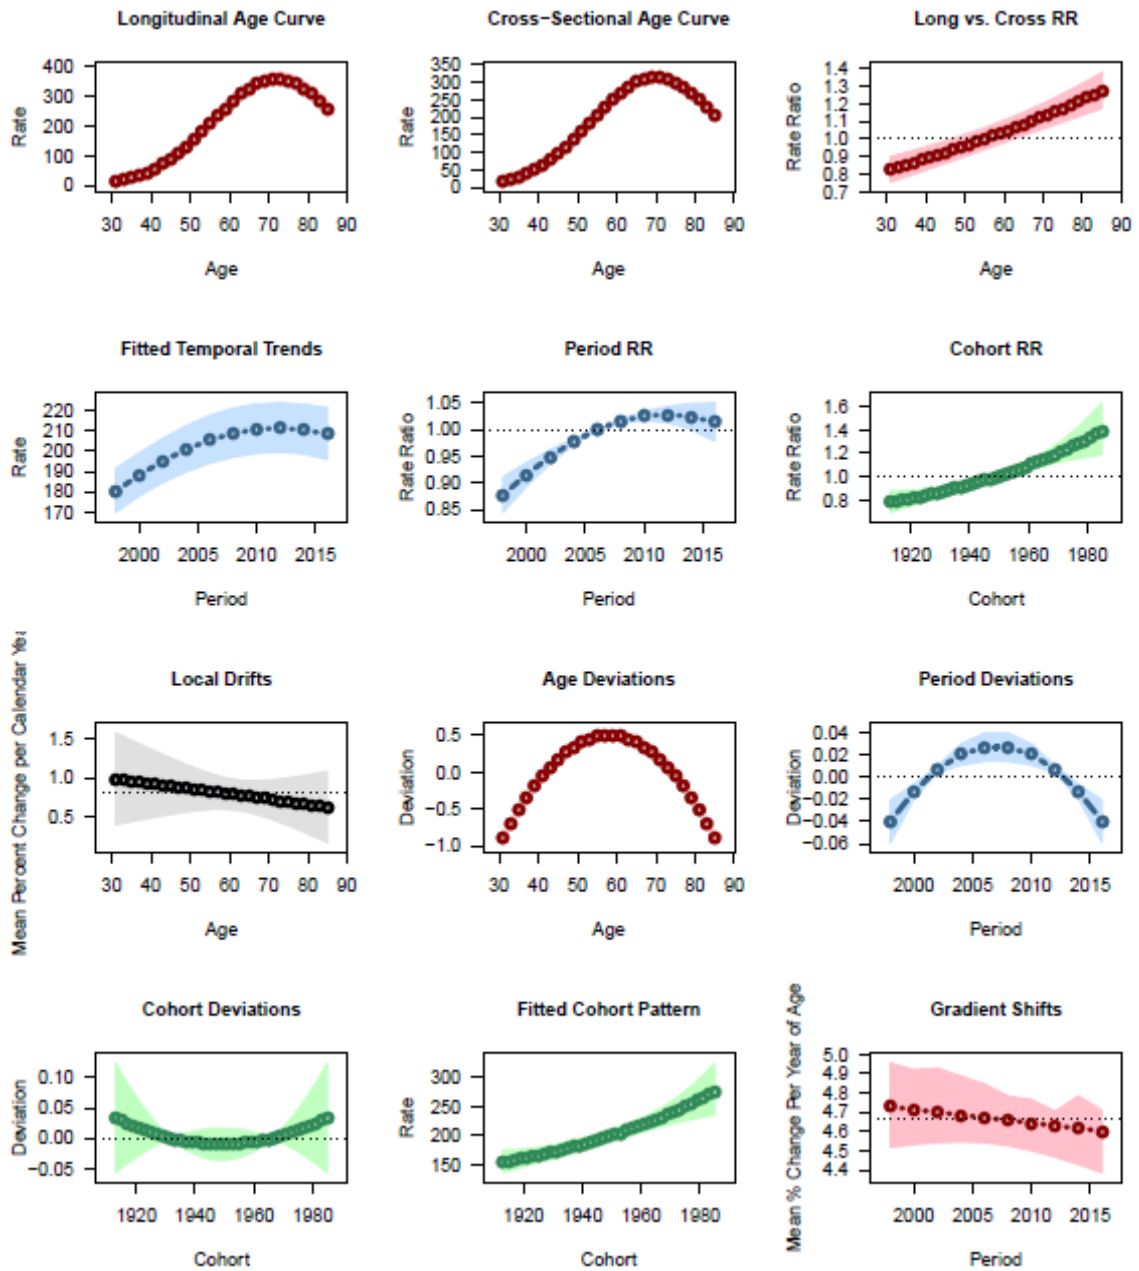 Longitudinal Age Curve
Rate
400
300
200
100
0
30 40 50 60 70 80 90
Age
Cross−Sectional Age Curve
Rate
350
300
250
200
150
100
50
0
30 40 50 60 70 80 90
Age
Long vs. Cross RR
Rate Ratio
1.4
1.3
1.2
1.1
1.0
0.9
0.8
0.7
30 40 50 60 70 80 90
Age
Fitted Temporal Trends
Rate
220
210
200
190
180
170
2000 2005 2010 2015
Period
Period RR
Rate Ratio
1.05
1.00
0.95
0.90
0.85
2000 2005 2010 2015
Period
Cohort RR
Rate Ratio
1.6
1.4
1.2
1.0
0.8
1920 1940 1960 1980
Cohort
Local Drifts
Mean Percent Change per Calendar Yea
1.5
1.0
0.5
30 40 50 60 70 80 90
Age
Age Deviations
Deviation
0.5
0.0
−0.5
−1.0
30 40 50 60 70 80 90
Age
Period Deviations
Deviation
0.04
0.02
0.00
−0.02
−0.04
−0.06
2000 2005 2010 2015
Period
Cohort Deviations
Deviation
0.10
0.05
0.00
−0.05
1920 1940 1960 1980
Cohort
Fitted Cohort Pattern
Rate
300
250
200
150
1920 1940 1960 1980
Cohort
Gradient Shifts
Mean % Change Per Year of Age
5.0
4.9
4.8
4.7
4.6
4.5
4.4
2000 2005 2010 2015
Period